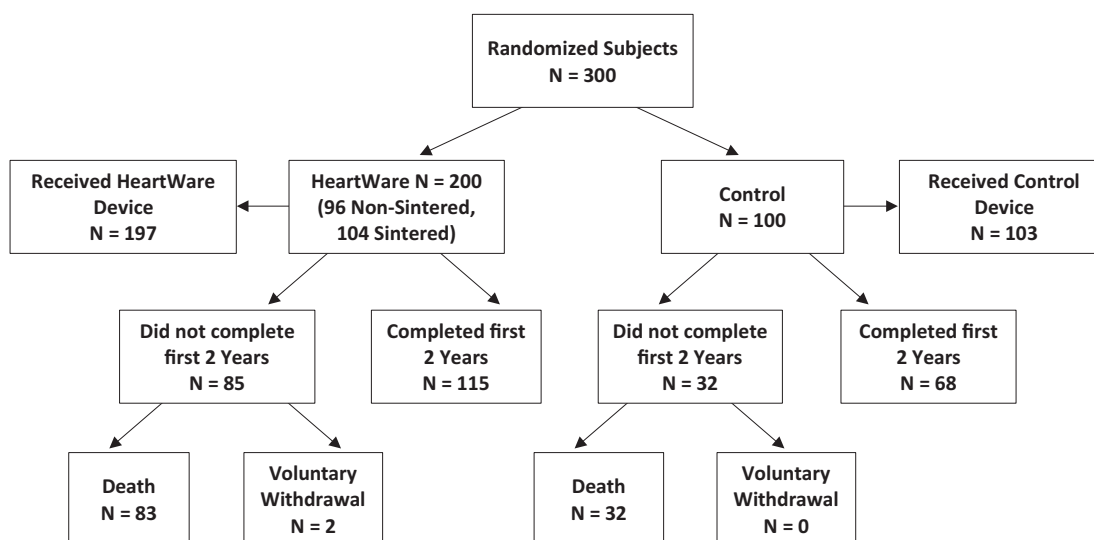 Randomized Subjects
N = 300
Received HeartWare
Device
N = 197
HeartWare N = 200
(96 Non-Sintered,
104 Sintered)
Control
N = 100
Received Control
Device
N = 103
Did not complete
first 2 Years
N = 85
Completed first
2 Years
N = 115
Did not complete
first 2 Years
N = 32
Completed first
2 Years
N = 68
Death
N = 83
Voluntary
Withdrawal
N = 2
Death
N = 32
Voluntary
Withdrawal
N = 0